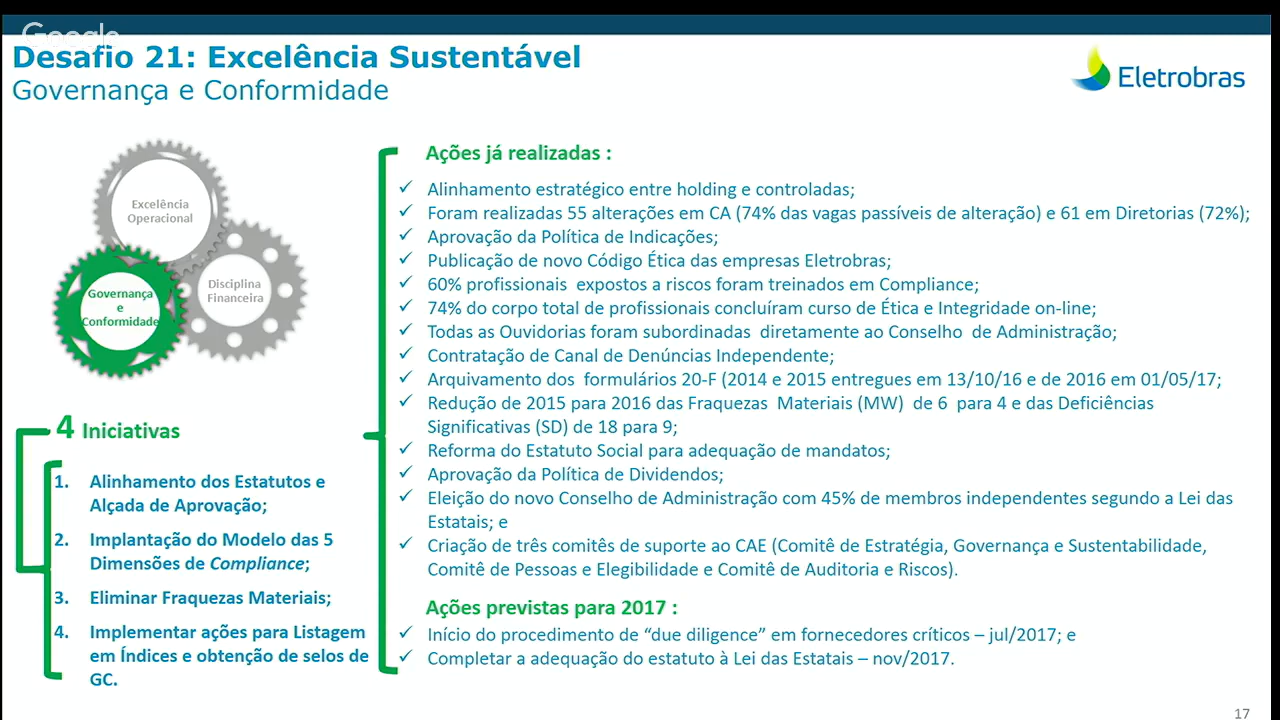 Google
Desafio 21: Excelência Sustentável
Governança e Conformidade
Eletrobras
Excelência
Operacional
Disciplina
Financeira
Governança
e
Conformidade
4 Iniciativas
1. Alinhamento dos Estatutos e
Alçada de Aprovação;
2. Implantação do Modelo das 5
Dimensões de Compliance;
3. Eliminar Fraquezas Materiais;
4. Implementar ações para Listagem
em Índices e obtenção de selos de
GC.
Ações já realizadas :
✓ Alinhamento estratégico entre holding e controladas;
✓ Foram realizadas 55 alterações em CA (74% das vagas passíveis de alteração) e 61 em Diretorias (72%);
✓ Aprovação da Política de Indicações;
✓ Publicação de novo Código Ética das empresas Eletrobras;
✓ 60% profissionais expostos a riscos foram treinados em Compliance;
✓ 74% do corpo total de profissionais concluíram curso de Ética e Integridade on-line;
✓ Todas as Ouvidorias foram subordinadas diretamente ao Conselho de Administração;
✓ Contratação de Canal de Denúncias Independente;
✓ Arquivamento dos formulários 20-F (2014 e 2015 entregues em 13/10/16 e de 2016 em 01/05/17;
✓ Redução de 2015 para 2016 das Fraquezas Materiais (MW) de 6 para 4 e das Deficiências
Significativas (SD) de 18 para 9;
✓ Reforma do Estatuto Social para adequação de mandatos;
✓ Aprovação da Política de Dividendos;
✓ Eleição do novo Conselho de Administração com 45% de membros independentes segundo a Lei das
Estatais; e
✓ Criação de três comitês de suporte ao CAE (Comitê de Estratégia, Governança e Sustentabilidade,
Comitê de Pessoas e Elegibilidade e Comitê de Auditoria e Riscos).
Ações previstas para 2017 :
✓ Início do procedimento de “due diligence” em fornecedores críticos – jul/2017; e
✓ Completar a adequação do estatuto à Lei das Estatais – nov/2017.
17